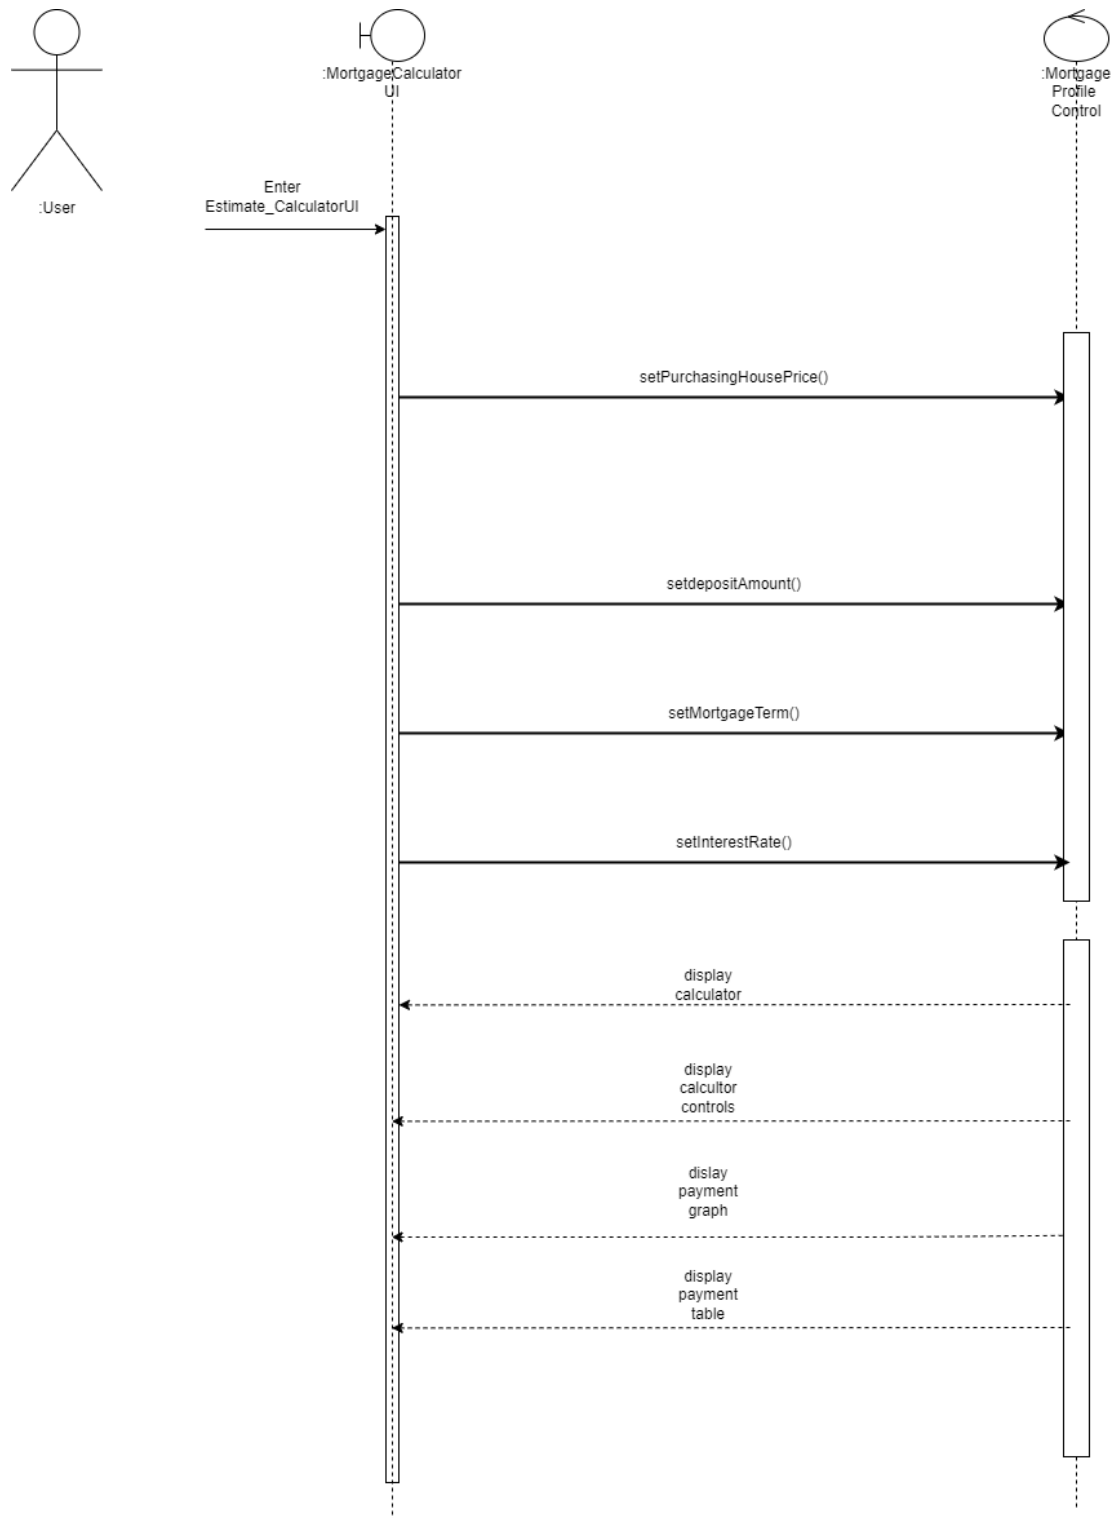 :MortgageCalculator
UI
:Mortgage
Profile
Control
:User
Enter
Estimate_CalculatorUI
setPurchasingHousePrice()
setdepositAmount()
setMortgageTerm()
setInterestRate()
display
calculator
display
calcultor
controls
dislay
payment
graph
display
payment
table